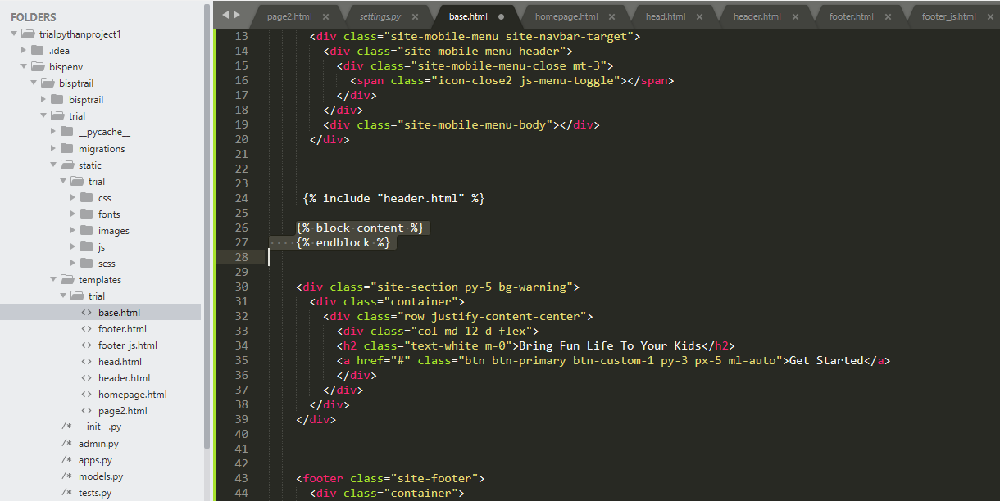 FOLDERS
trialpythanproject1
.idea
bispenv
bisptrail
bisptrail
trial
__pycache__
migrations
static
trial
css
fonts
images
js
scss
templates
trial
<> base.html
<> footer.html
<> footer_js.html
<> head.html
<> header.html
<> homepage.html
<> page2.html
/* __init__.py
/* admin.py
/* apps.py
/* models.py
/* tests.py
page2.html × settings.py × base.html ● homepage.html × head.html × header.html × footer.html × footer_js.html ×
13 <div class="site-mobile-menu site-navbar-target">
14 <div class="site-mobile-menu-header">
15 <div class="site-mobile-menu-close mt-3">
16 <span class="icon-close2 js-menu-toggle"></span>
17 </div>
18 </div>
19 <div class="site-mobile-menu-body"></div>
20 </div>
21
22
23
24 {% include "header.html" %}
25
26 {% block content %}
27 {% endblock %}
28
29
30 <div class="site-section py-5 bg-warning">
31 <div class="container">
32 <div class="row justify-content-center">
33 <div class="col-md-12 d-flex">
34 <h2 class="text-white m-0">Bring Fun Life To Your Kids</h2>
35 <a href="#" class="btn btn-primary btn-custom-1 py-3 px-5 ml-auto">Get Started</a>
36 </div>
37 </div>
38 </div>
39 </div>
40
41
42
43 <footer class="site-footer">
44 <div class="container">